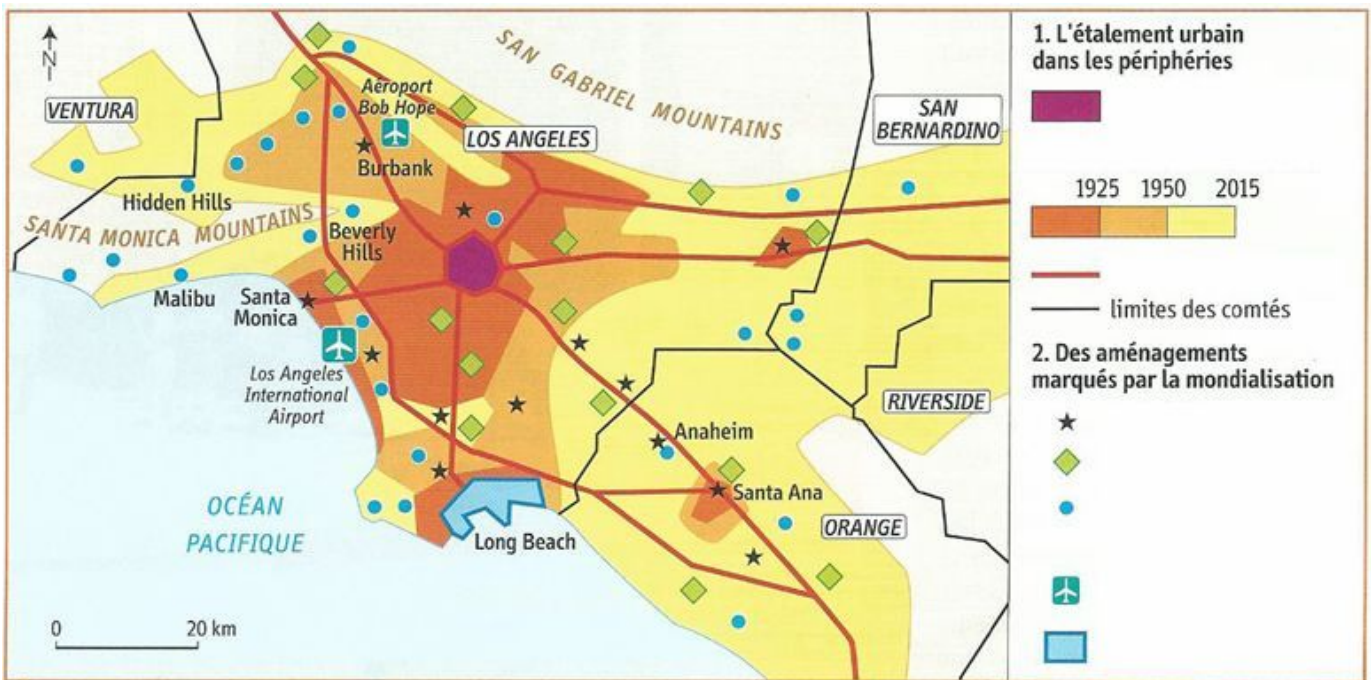 N
VENTURA
Aéroport
Bob Hope
Burbank
SAN GABRIEL MOUNTAINS
LOS ANGELES
SAN
BERNARDINO
Hidden Hills
SANTA MONICA MOUNTAINS
Beverly
Hills
Malibu
Santa
Monica
Los Angeles
International
Airport
Anaheim
RIVERSIDE
Santa Ana
ORANGE
OCÉAN
PACIFIQUE
Long Beach
0 20 km
1. L'étalement urbain
dans les périphéries
1925 1950 2015
limites des comtés
2. Des aménagements
marqués par la mondialisation